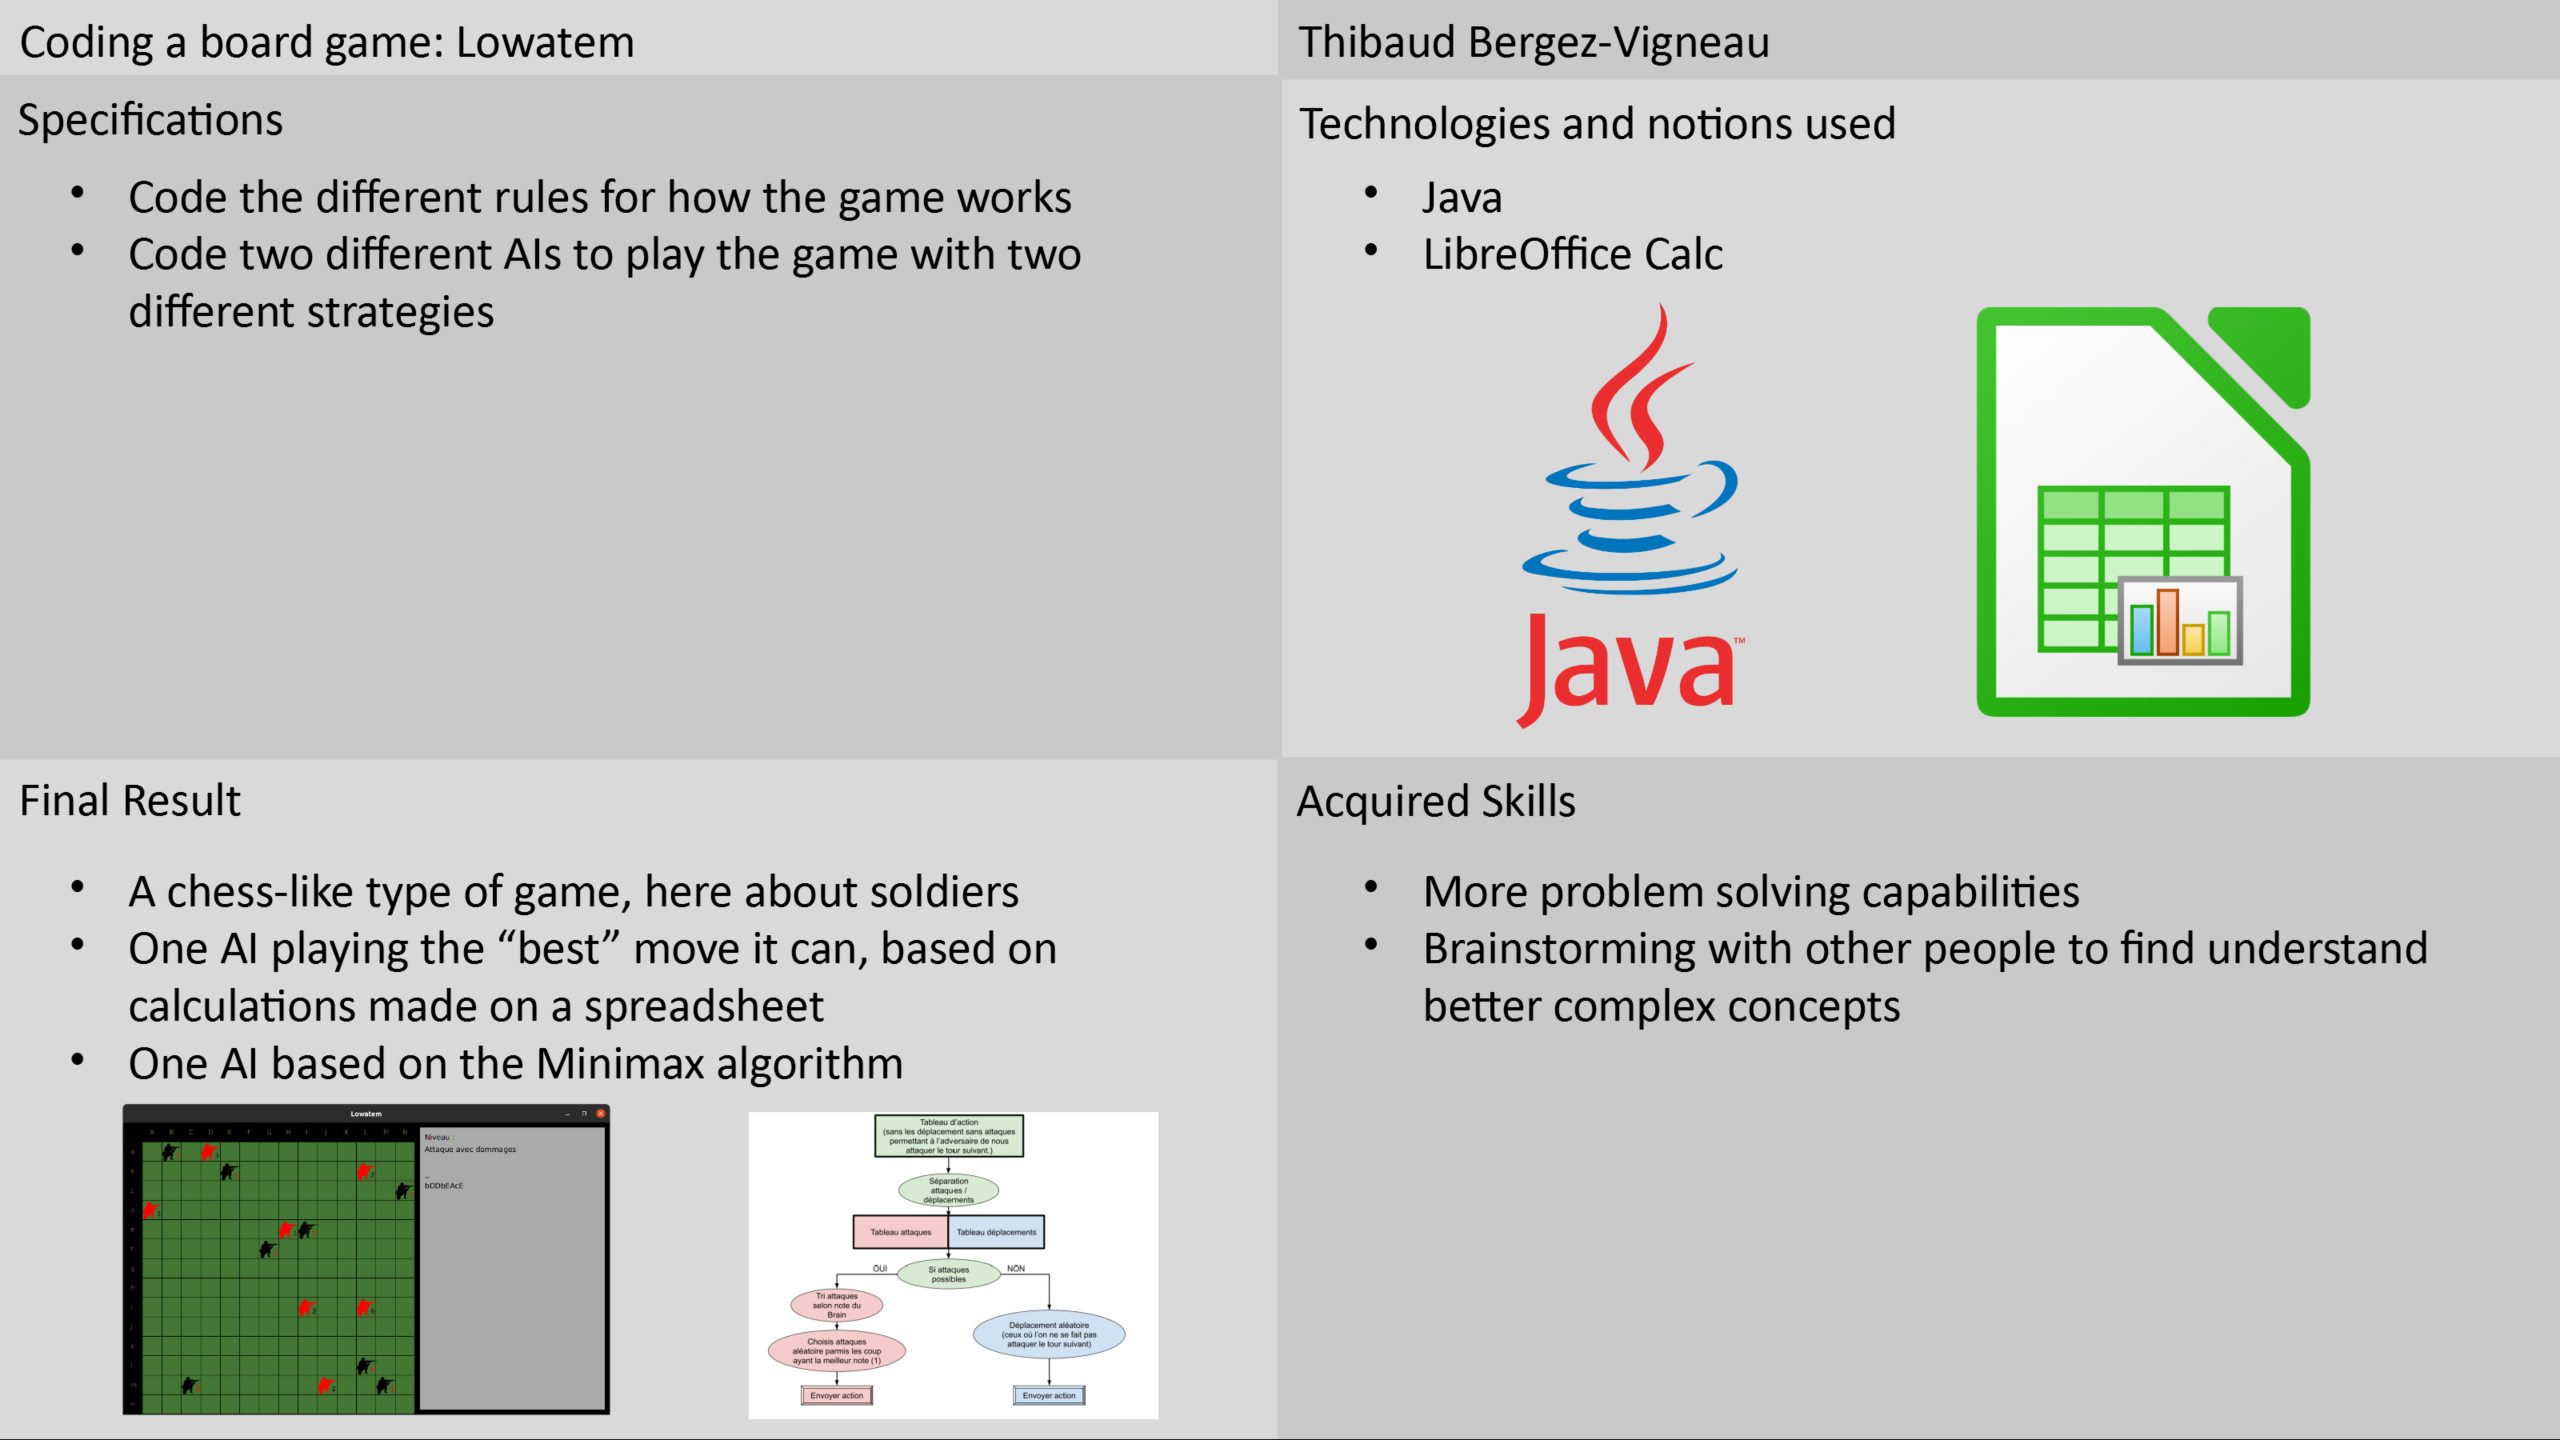 Coding a board game: Lowatem
Thibaud Bergez-Vigneau
Specifications
• Code the different rules for how the game works
• Code two different AIs to play the game with two
different strategies
Technologies and notions used
• Java
• LibreOffice Calc
Java™
Final Result
• A chess-like type of game, here about soldiers
• One AI playing the “best” move it can, based on
calculations made on a spreadsheet
• One AI based on the Minimax algorithm
Lowatem
A B C D E F G H I J K L M N
Niveau :
Attaque avec dommages
...
bDDbEAcE
Tableau d'action
(sans les déplacement sans attaques
permettant à l'adversaire de nous
attaquer le tour suivant.)
Séparation
attaques /
déplacements
Tableau attaques
Tableau déplacements
Si attaques
possibles
OUI
NON
Tri attaques
selon note du
Brain
Choisis attaques
aléatoire parmis les coup
ayant la meilleur note (1)
Envoyer action
Déplacement aléatoire
(ceux où l'on ne se fait pas
attaquer le tour suivant)
Envoyer action
Acquired Skills
• More problem solving capabilities
• Brainstorming with other people to find understand
better complex concepts